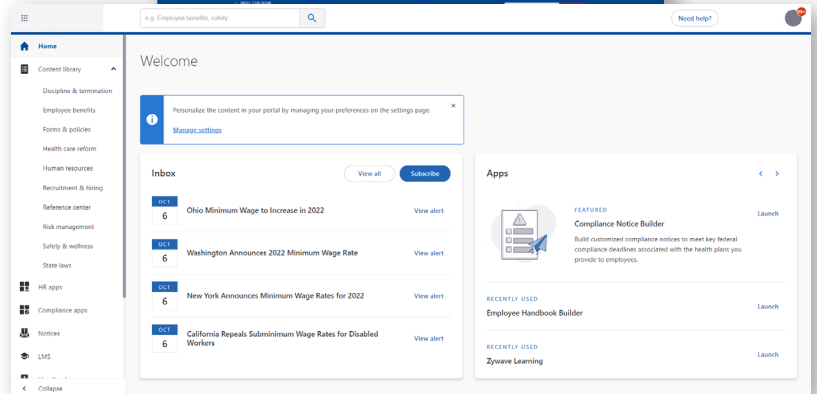 e.g. Employee benefits, safety
Need help?
99+
Home
Content library
Discipline & termination
Employee benefits
Forms & policies
Health care reform
Human resources
Recruitment & hiring
Reference center
Risk management
Safety & wellness
State laws
HR apps
Compliance apps
Notices
LMS
Collapse
Welcome
Personalize the content in your portal by managing your preferences on the settings page.
Manage settings
Inbox
View all
Subscribe
OCT
6
Ohio Minimum Wage to Increase in 2022
View alert
OCT
6
Washington Announces 2022 Minimum Wage Rate
View alert
OCT
6
New York Announces Minimum Wage Rates for 2022
View alert
OCT
6
California Repeals Subminimum Wage Rates for Disabled
Workers
View alert
Apps
FEATURED
Compliance Notice Builder
Launch
Build customized compliance notices to meet key federal
compliance deadlines associated with the health plans you
provide to employees.
RECENTLY USED
Employee Handbook Builder
Launch
RECENTLY USED
Zywave Learning
Launch